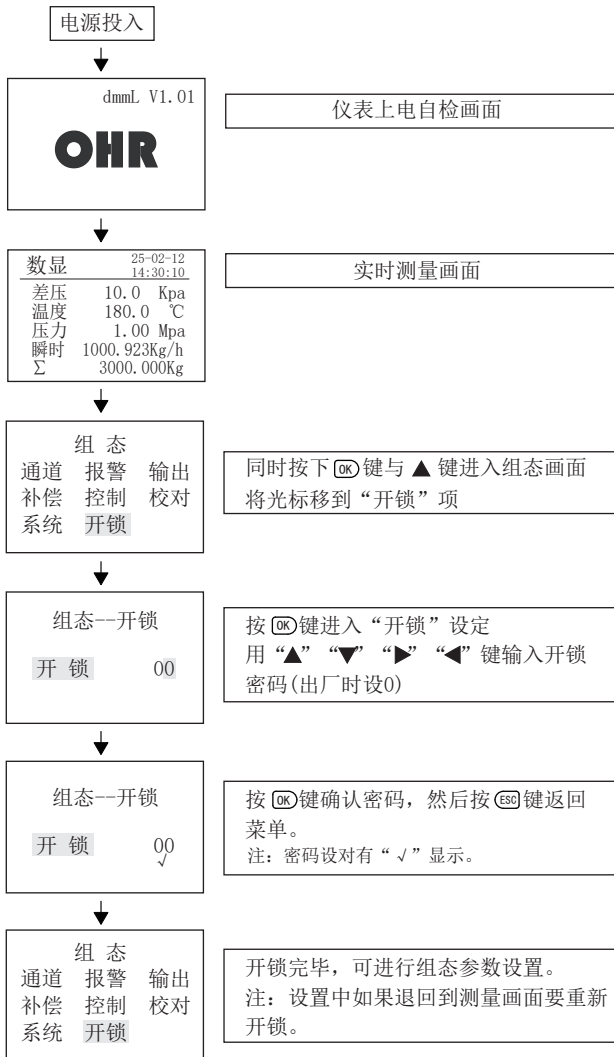 电源投入
dmmL V1.01
OHR
仪表上电自检画面
数显 25-02-12
14:30:10
差压 10.0 Kpa
温度 180.0 ℃
压力 1.00 Mpa
瞬时 1000.923Kg/h
Σ 3000.000Kg
实时测量画面
组 态
通道 报警 输出
补偿 控制 校对
系统 开锁
同时按下OK键与 ▲ 键进入组态画面
将光标移到“开锁”项
组态--开锁
开 锁 00
按OK键进入“开锁”设定
用“▲”“▼”“▶”“◀”键输入开锁
密码(出厂时设0)
组态--开锁
开 锁 00
√
按OK键确认密码，然后按ESC键返回
菜单。
注：密码设对有“√”显示。
组 态
通道 报警 输出
补偿 控制 校对
系统 开锁
开锁完毕，可进行组态参数设置。
注：设置中如果退回到测量画面要重新
开锁。